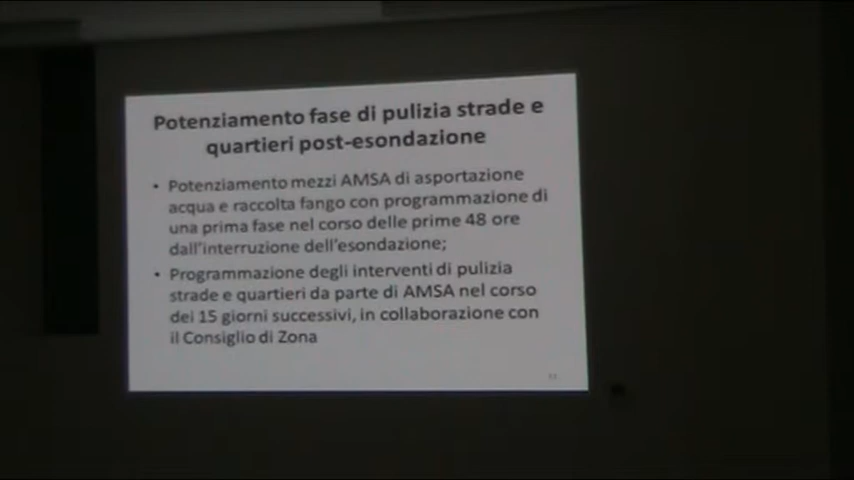 Potenziamento fase di pulizia strade e
quartieri post-esondazione
• Potenziamento mezzi AMSA di asportazione
acqua e raccolta fango con programmazione di
una prima fase nel corso delle prime 48 ore
dall'interruzione dell'esondazione;
• Programmazione degli interventi di pulizia
strade e quartieri da parte di AMSA nel corso
dei 15 giorni successivi, in collaborazione con
il Consiglio di Zona